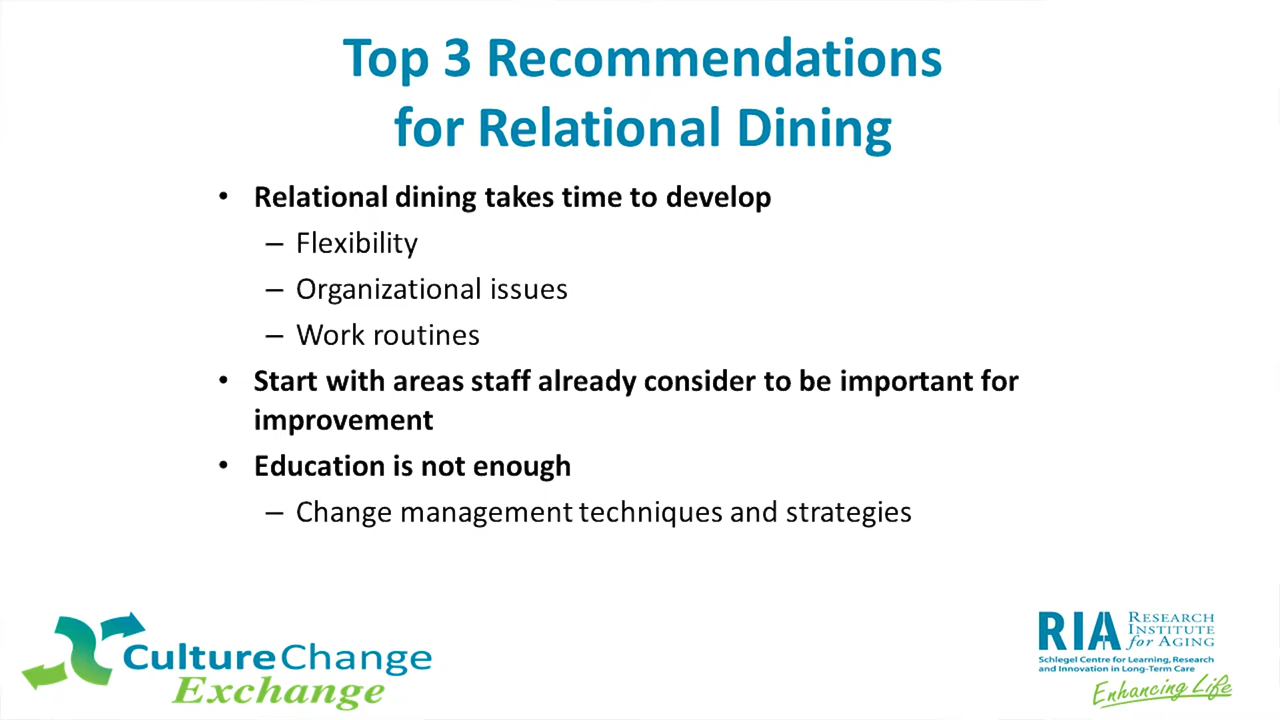 Top 3 Recommendations
for Relational Dining
• Relational dining takes time to develop
– Flexibility
– Organizational issues
– Work routines
• Start with areas staff already consider to be important for
improvement
• Education is not enough
– Change management techniques and strategies
CultureChange
Exchange
RIA RESEARCH
INSTITUTE
for AGING
Schlegel Centre for Learning, Research
and Innovation in Long-Term Care
Enhancing Life